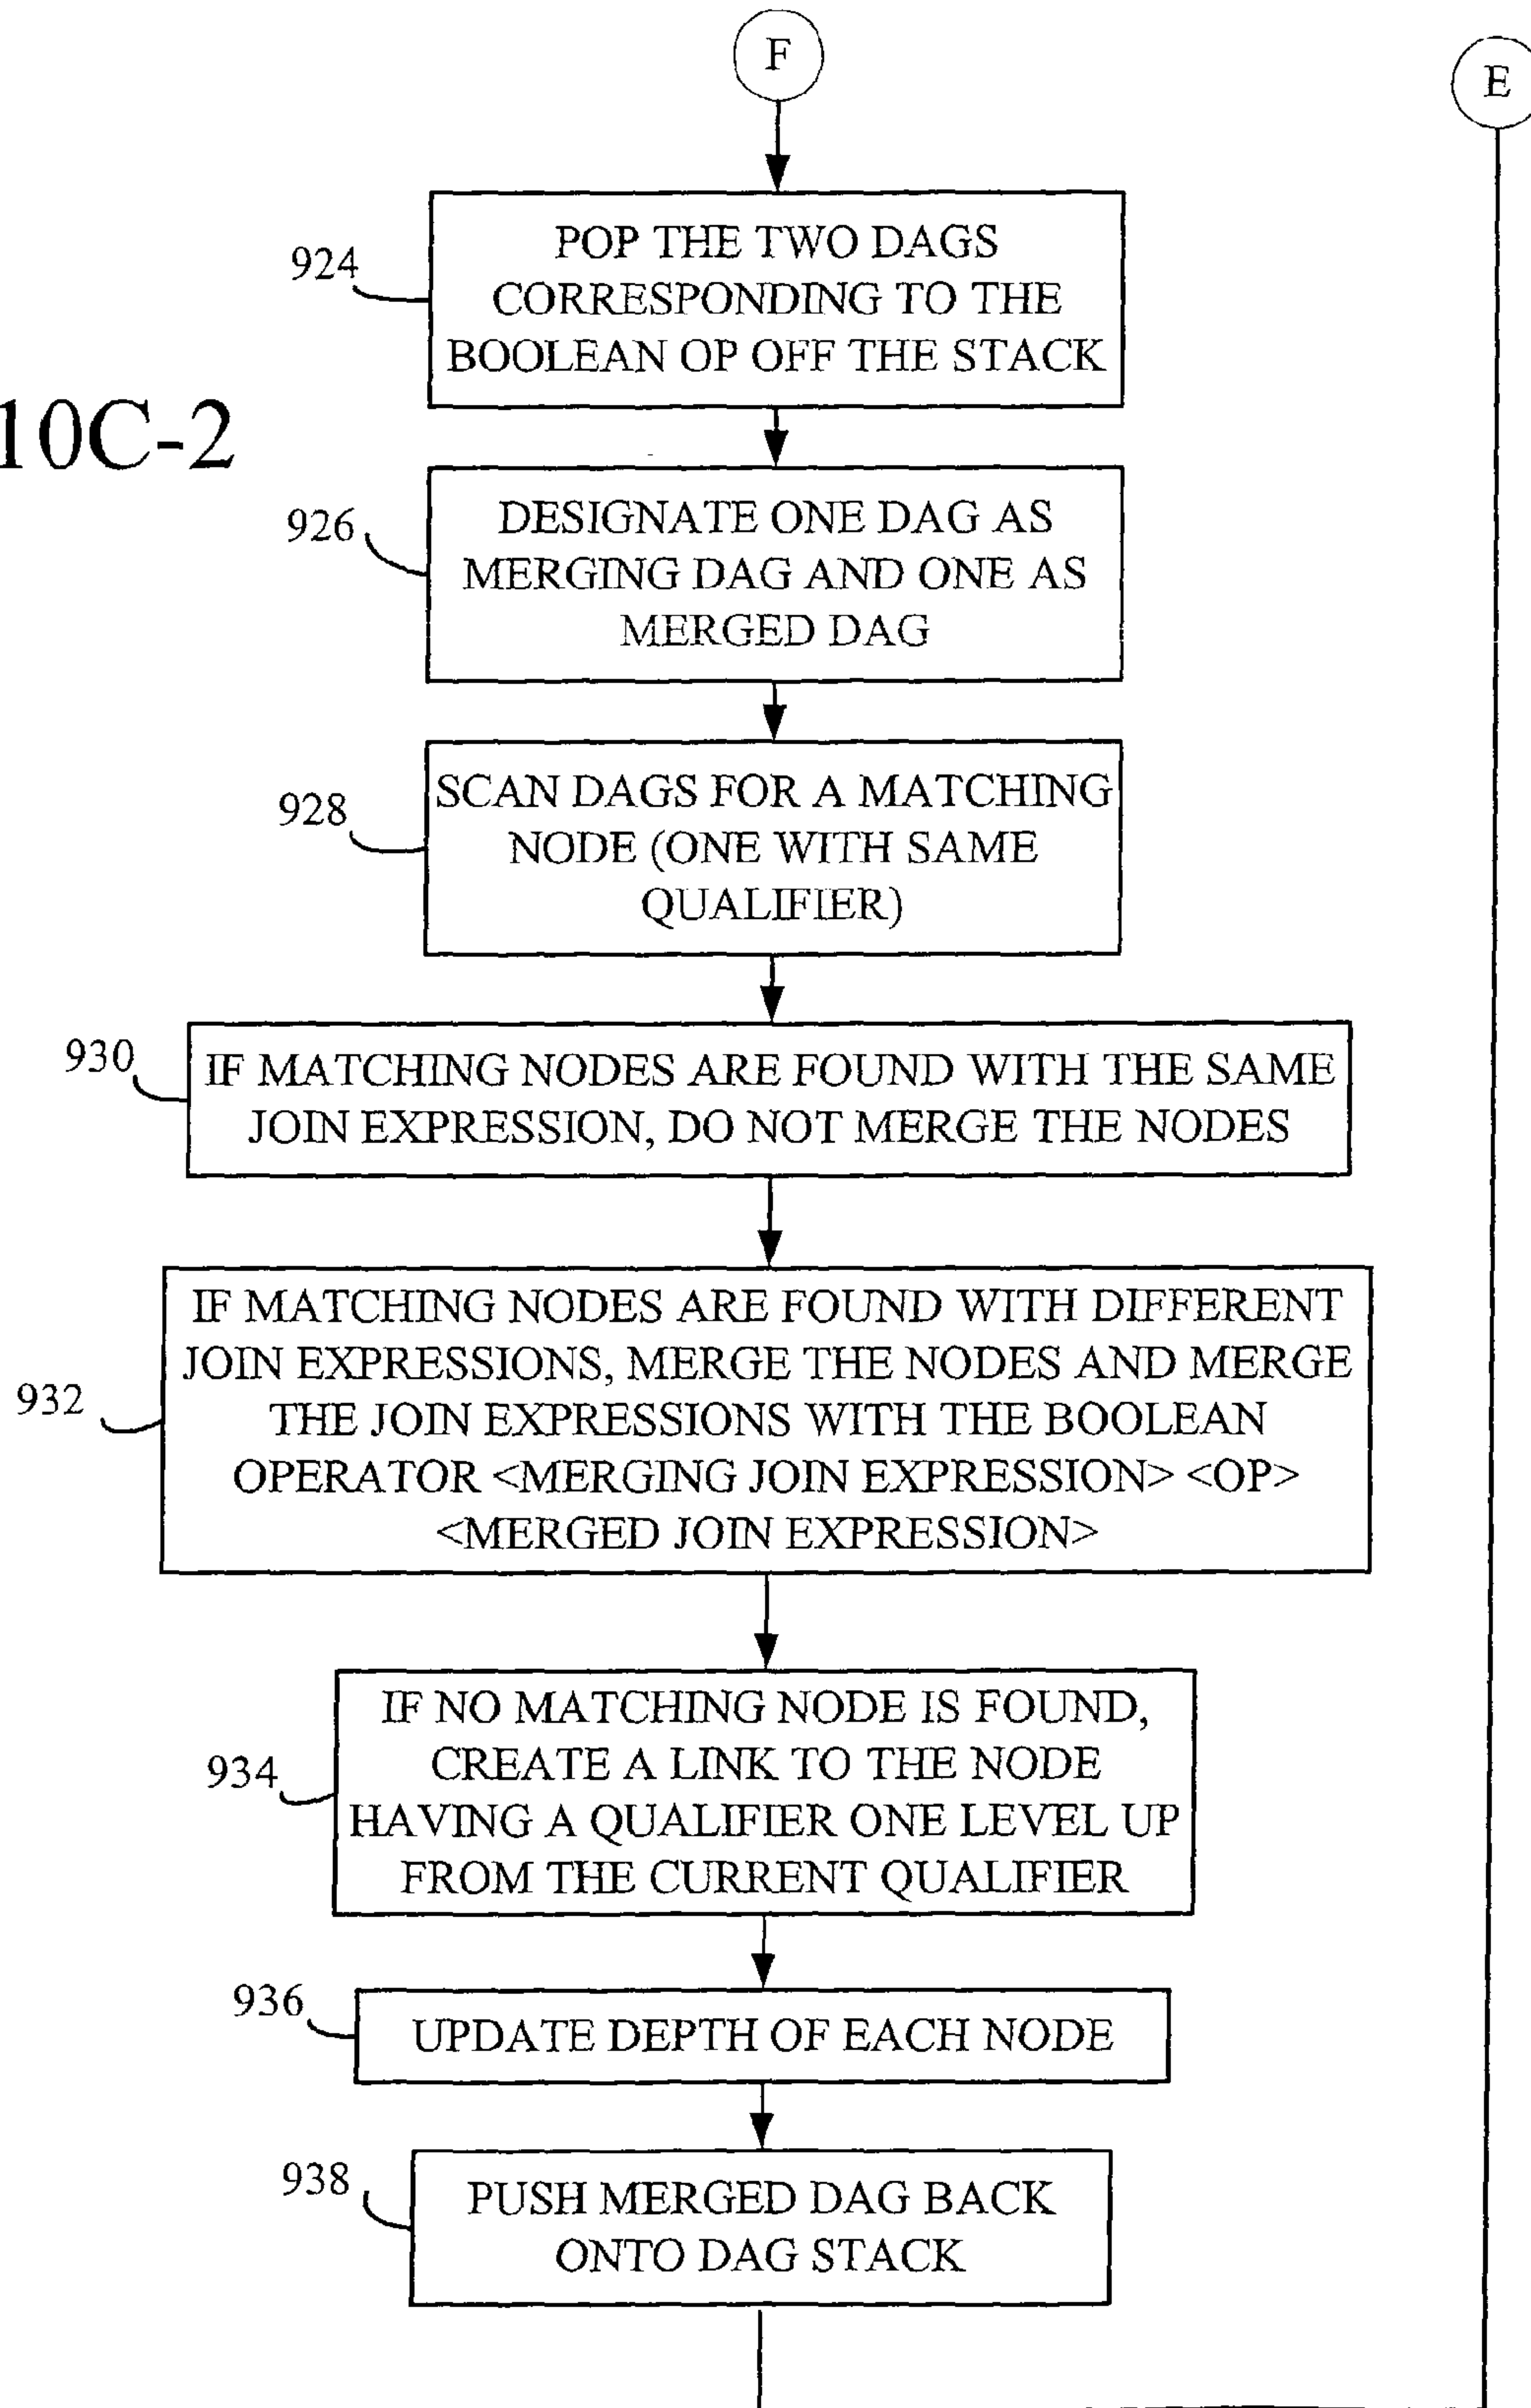 F
E
924
POP THE TWO DAGS
CORRESPONDING TO THE
BOOLEAN OP OFF THE STACK
10C-2
926
DESIGNATE ONE DAG AS
MERGING DAG AND ONE AS
MERGED DAG
928
SCAN DAGS FOR A MATCHING
NODE (ONE WITH SAME
QUALIFIER)
930
IF MATCHING NODES ARE FOUND WITH THE SAME
JOIN EXPRESSION, DO NOT MERGE THE NODES
932
IF MATCHING NODES ARE FOUND WITH DIFFERENT
JOIN EXPRESSIONS, MERGE THE NODES AND MERGE
THE JOIN EXPRESSIONS WITH THE BOOLEAN
OPERATOR <MERGING JOIN EXPRESSION> <OP>
<MERGED JOIN EXPRESSION>
934
IF NO MATCHING NODE IS FOUND,
CREATE A LINK TO THE NODE
HAVING A QUALIFIER ONE LEVEL UP
FROM THE CURRENT QUALIFIER
936
UPDATE DEPTH OF EACH NODE
938
PUSH MERGED DAG BACK
ONTO DAG STACK